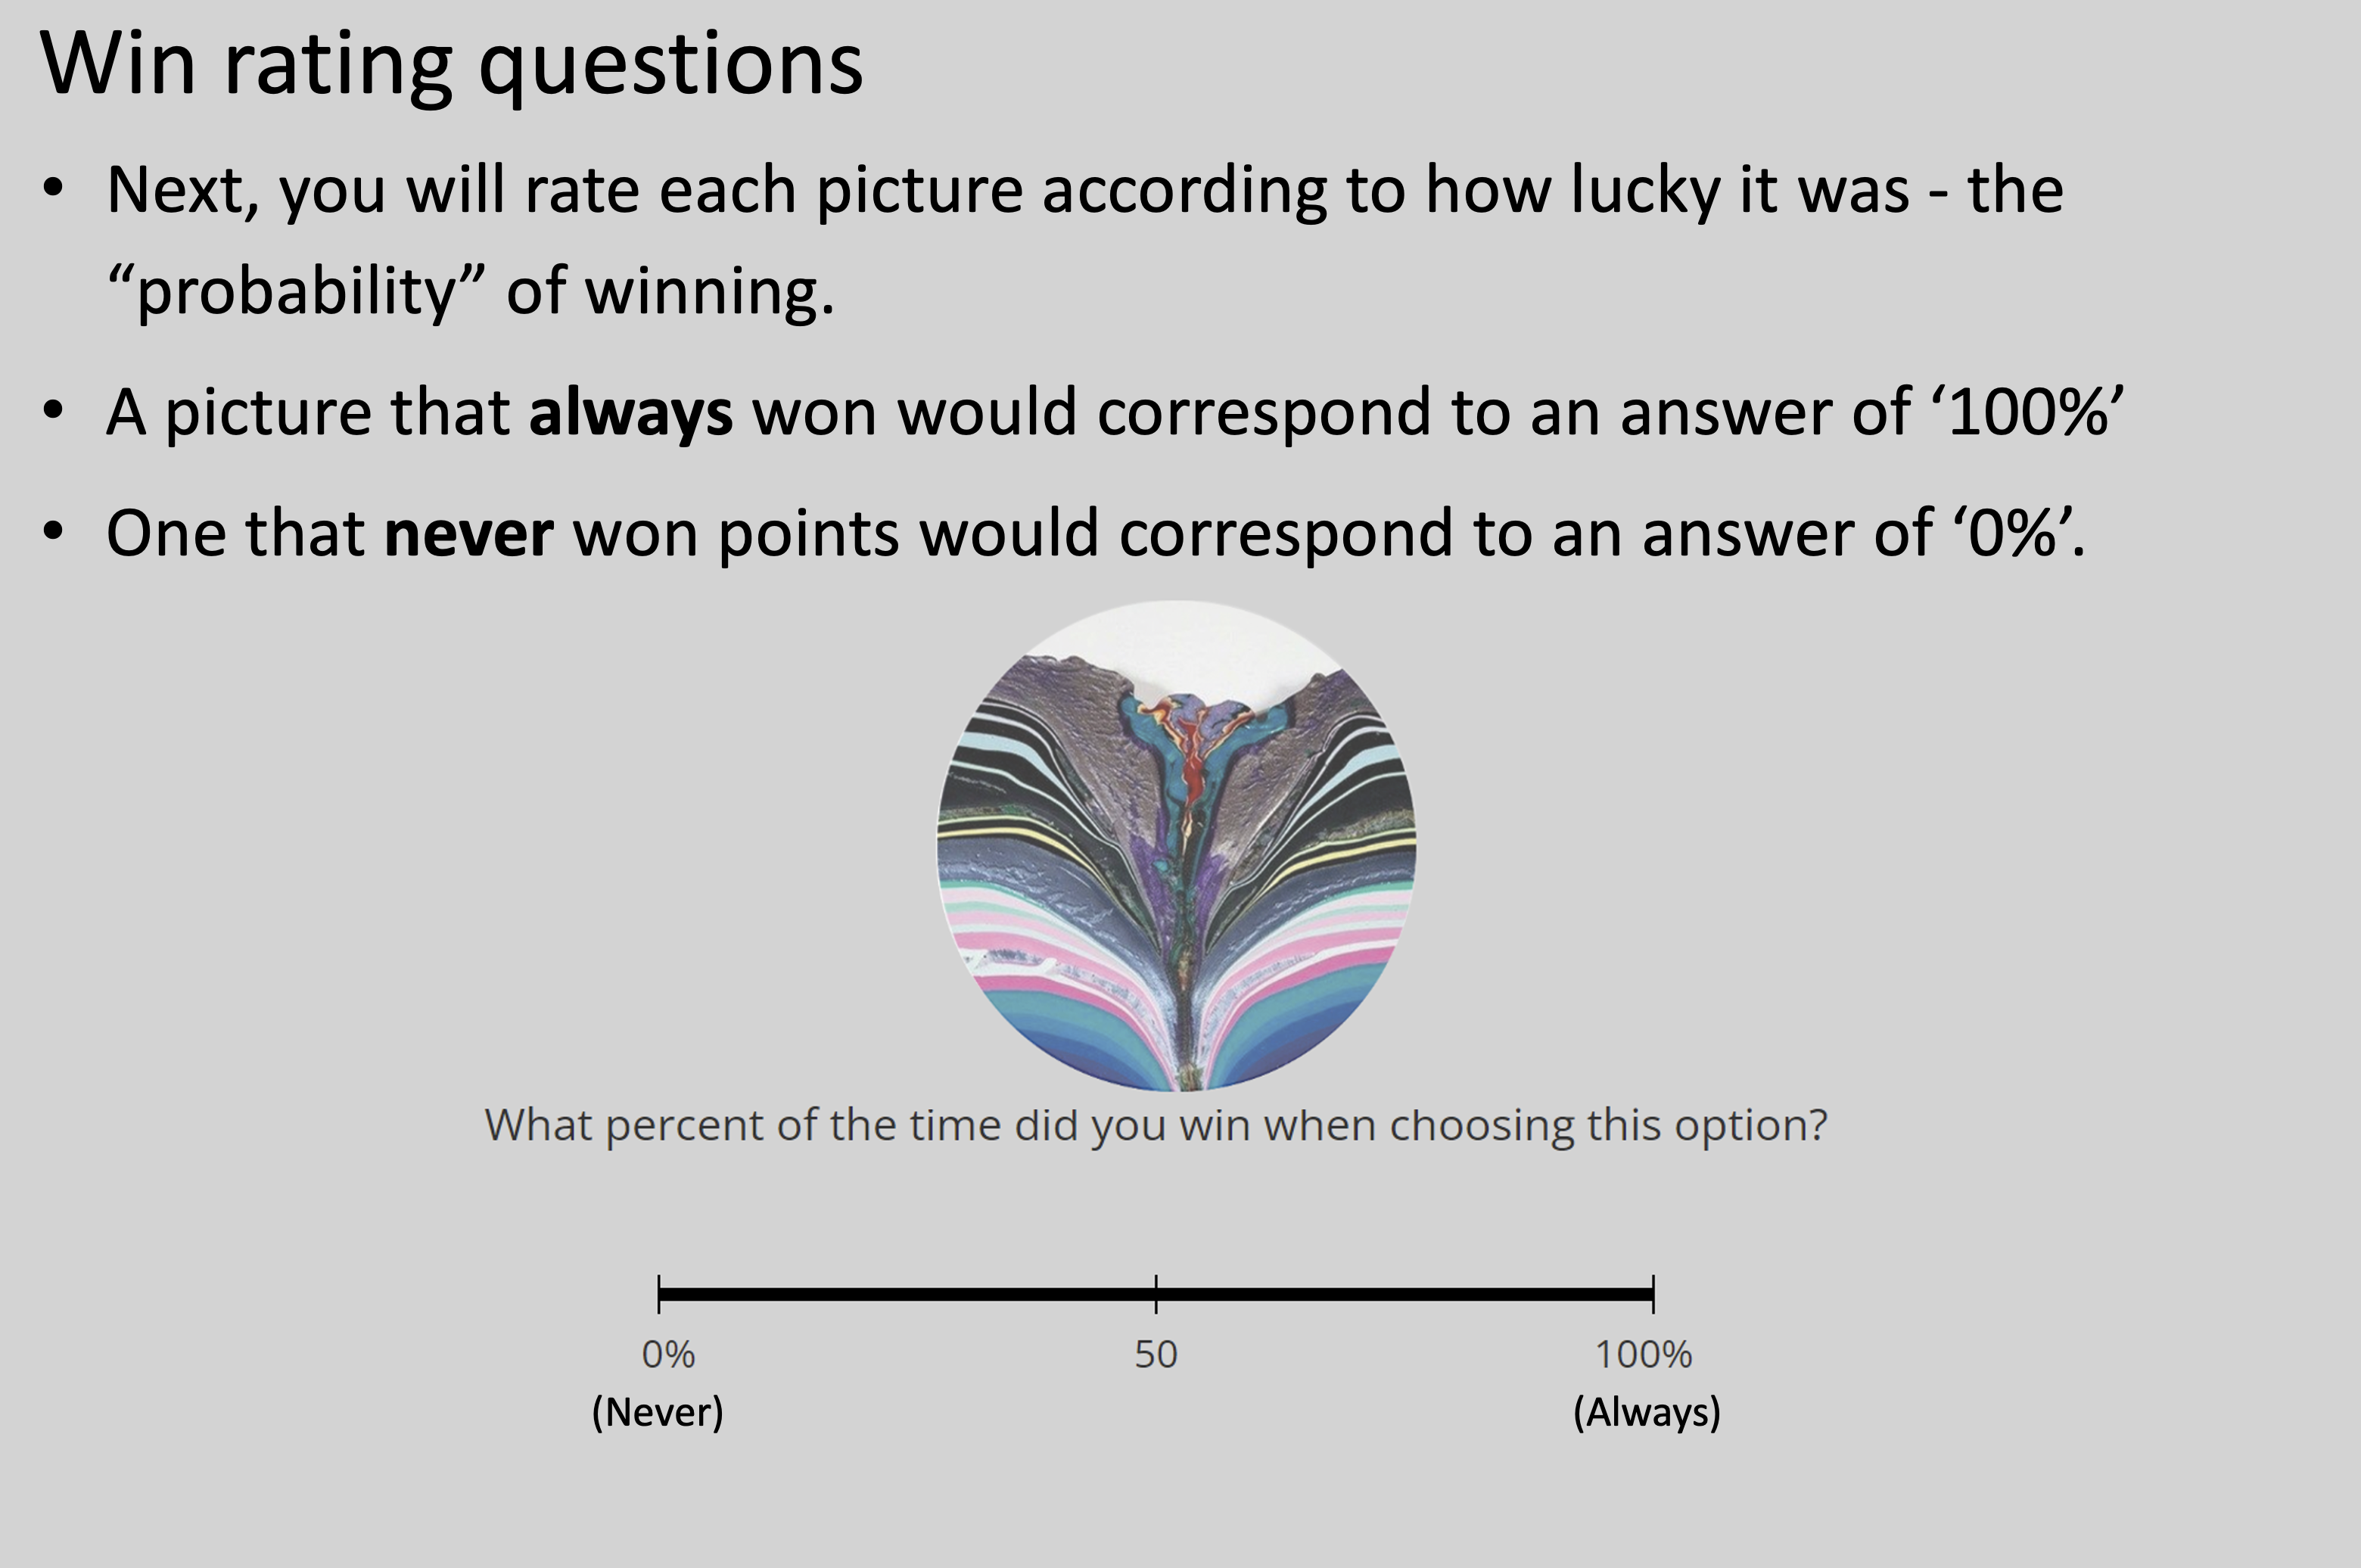 Win rating questions
• Next, you will rate each picture according to how lucky it was - the
“probability” of winning.
• A picture that always won would correspond to an answer of ‘100%’
• One that never won points would correspond to an answer of ‘0%’.
What percent of the time did you win when choosing this option?
0% 50 100%
(Never) (Always)